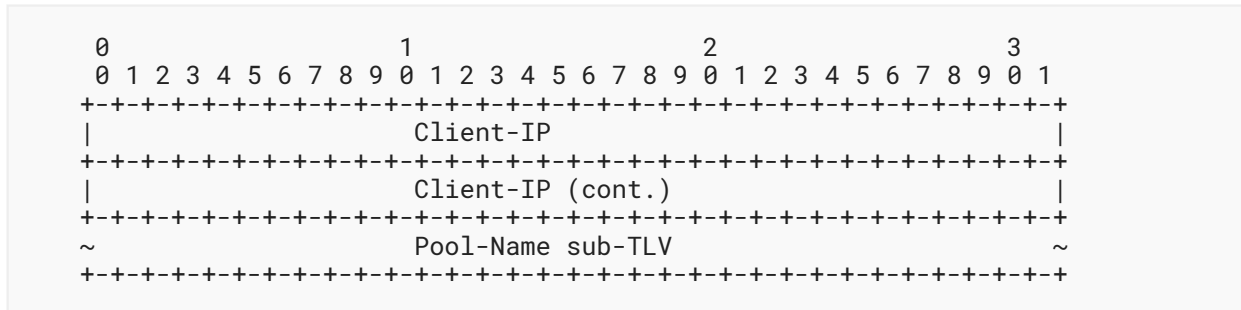 0                   1                   2                   3
 0 1 2 3 4 5 6 7 8 9 0 1 2 3 4 5 6 7 8 9 0 1 2 3 4 5 6 7 8 9 0 1
+-+-+-+-+-+-+-+-+-+-+-+-+-+-+-+-+-+-+-+-+-+-+-+-+-+-+-+-+-+-+-+-+
|                     Client-IP                                 |
+-+-+-+-+-+-+-+-+-+-+-+-+-+-+-+-+-+-+-+-+-+-+-+-+-+-+-+-+-+-+-+-+
|                     Client-IP (cont.)                         |
+-+-+-+-+-+-+-+-+-+-+-+-+-+-+-+-+-+-+-+-+-+-+-+-+-+-+-+-+-+-+-+-+
~                     Pool-Name sub-TLV                         ~
+-+-+-+-+-+-+-+-+-+-+-+-+-+-+-+-+-+-+-+-+-+-+-+-+-+-+-+-+-+-+-+-+